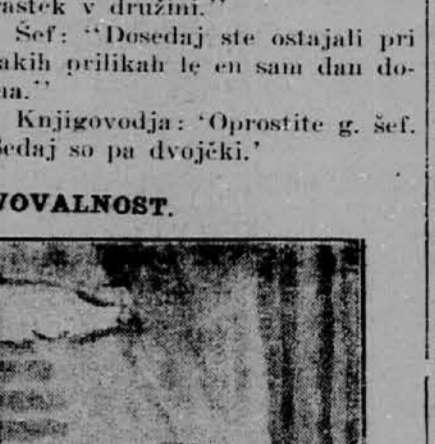 rastek v družini."
Šef: "Dosedaj ste ostajali pri
akih prilikah le en sam dan do-
ma."
Knjigovodja: 'Oprostite g. šef.
Sedaj so pa dvojčki.'
VOVALNOST.